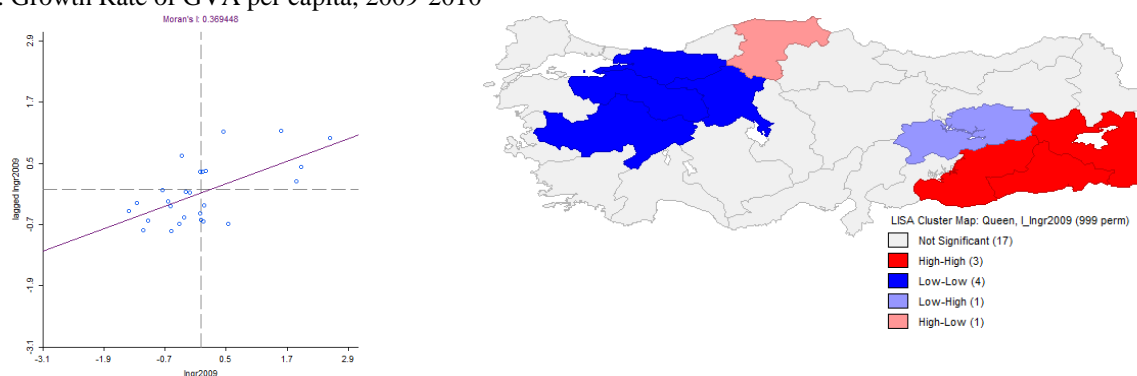 . Growth Rate of GVA per capita, 2009-2010
Moran's I: 0.369448
2.9
1.7
0.5
-0.7
-1.9
-3.1
lagged lngr2009
-3.1 -1.9 -0.7 0.5 1.7 2.9
lngr2009
LISA Cluster Map: Queen, I_lngr2009 (999 perm)
Not Significant (17)
High-High (3)
Low-Low (4)
Low-High (1)
High-Low (1)